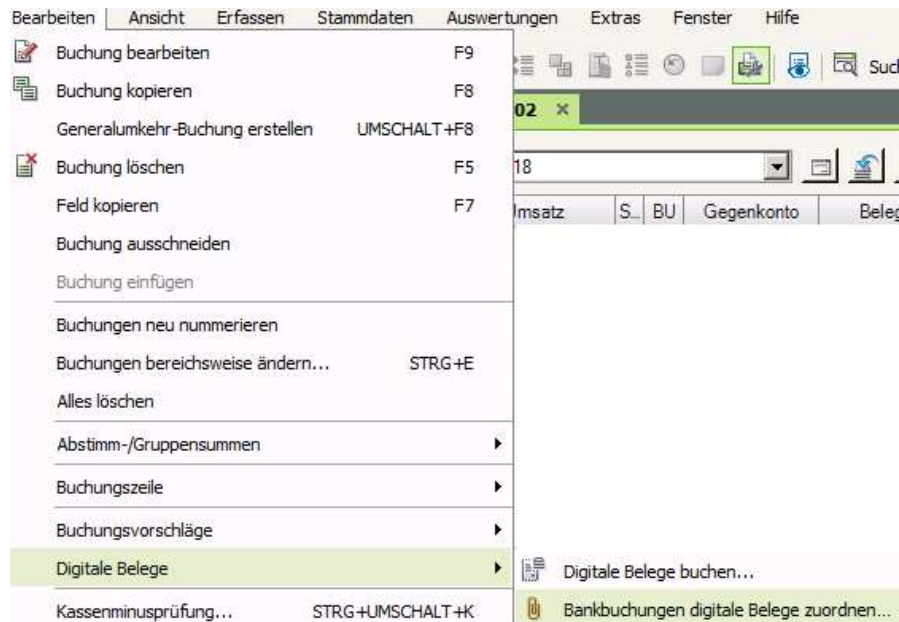 Bearbeiten Ansicht Erfassen Stammdaten Auswertungen Extras Fenster Hilfe
Buchung bearbeiten F9
Buchung kopieren F8
Generalumkehr-Buchung erstellen UMSCHALT+F8
Buchung löschen F5
Feld kopieren F7
Buchung ausschneiden
Buchung einfügen
Buchungen neu nummerieren
Buchungen bereichsweise ändern... STRG+E
Alles löschen
Abstimm-/Gruppensummen
Buchungszeile
Buchungsvorschläge
Digitale Belege
Kassenminusprüfung... STRG+UMSCHALT+K
Suc
02 ×
18
Umsatz S... BU Gegenkonto Beleg
Digitale Belege buchen...
Bankbuchungen digitale Belege zuordnen...